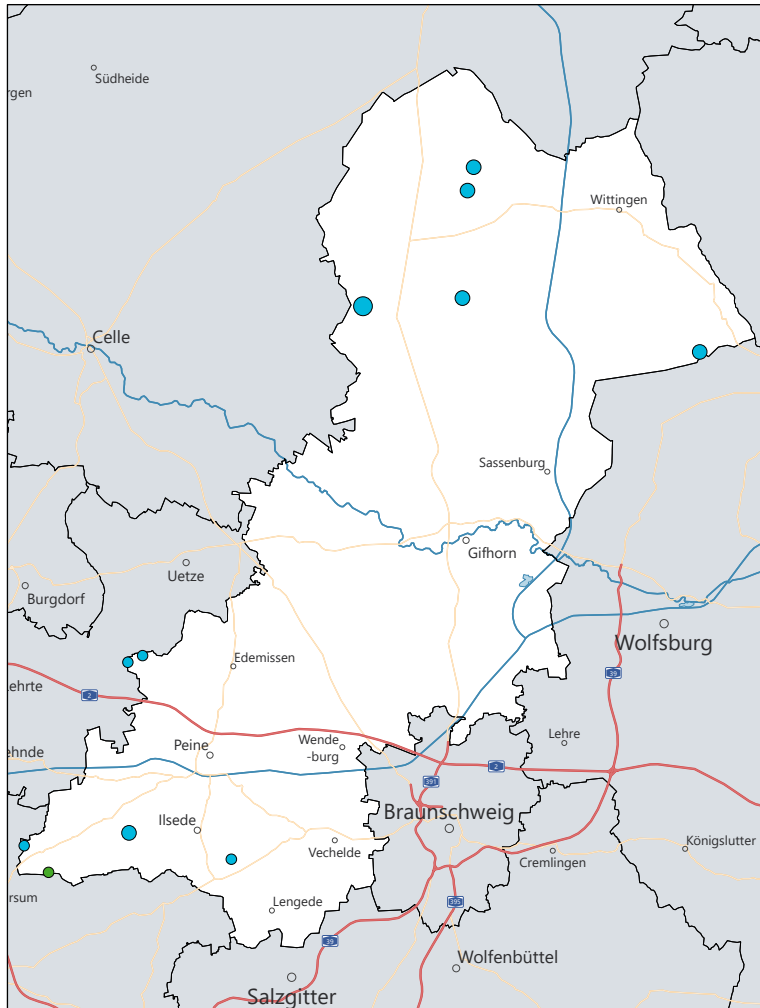 Südheide
rgen
Wittingen
Celle
Sassenburg
Gifhorn
Uetze
Burgdorf
Wolfsburg
Edemissen
ehrte
2
39
Lehre
ehnde
Peine
Wende
-burg
2
391
Braunschweig
Ilsede
Vechelde
Königslutter
Cremlingen
ersum
Lengede
395
39
Wolfenbüttel
Salzgitter